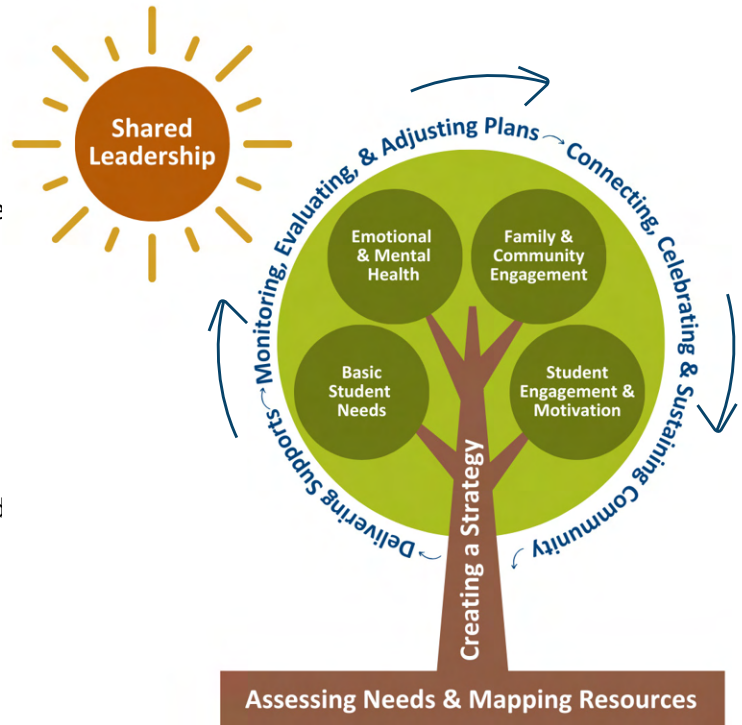 Shared
Leadership
Monitoring, Evaluating, & Adjusting Plans
Connecting, Celebrating & Sustaining Community
Delivering Supports
Emotional
& Mental
Health
Family &
Community
Engagement
Basic
Student
Needs
Student
Engagement &
Motivation
Creating a Strategy
Assessing Needs & Mapping Resources